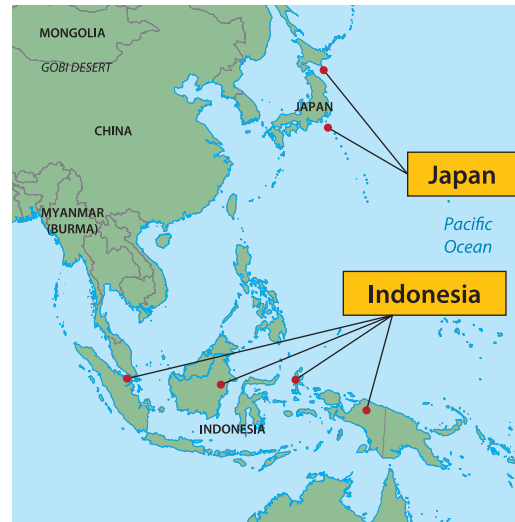 MONGOLIA
GOBI DESERT
CHINA
JAPAN
Japan
MYANMAR
(BURMA)
Pacific
Ocean
Indonesia
INDONESIA